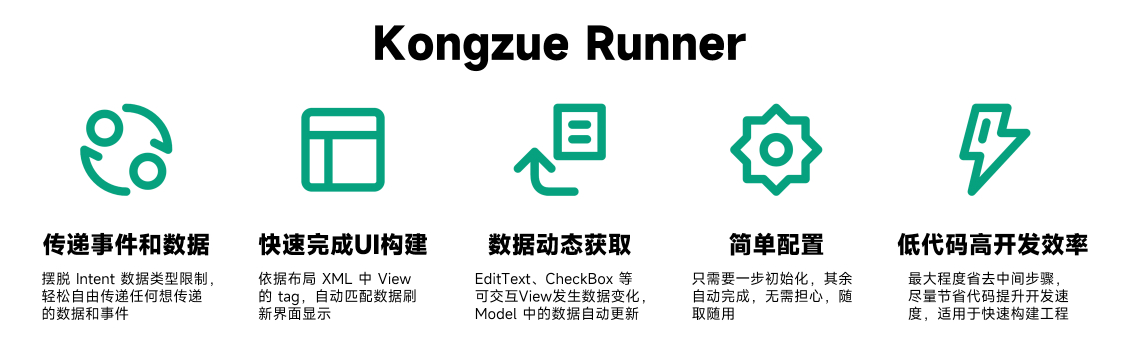 Kongzue Runner
传递事件和数据
摆脱 Intent 数据类型限制，
轻松自由传递任何想传递
的数据和事件
快速完成UI构建
依据布局 XML 中 View
的 tag，自动匹配数据刷
新界面显示
数据动态获取
EditText、CheckBox 等
可交互View发生数据变化，
Model 中的数据自动更新
简单配置
只需要一步初始化，其余
自动完成，无需担心，随
取随用
低代码高开发效率
最大程度省去中间步骤，
尽量节省代码提升开发速
度，适用于快速构建工程